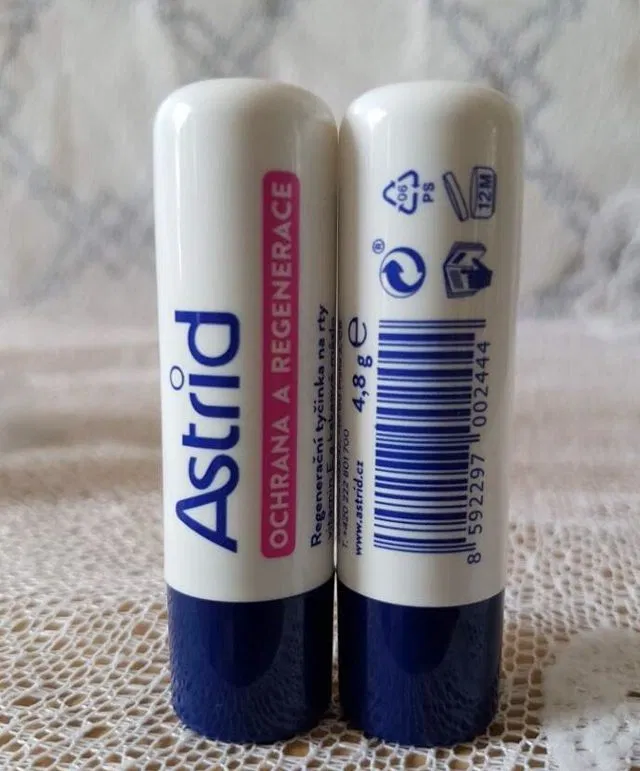 Astrid
OCHRANA A REGENERACE
Regenerační tyčinka na rty
T: +420 222 801 700
www.astrid.cz
4,8 g e
06
PS
12M
®
8 592297 002444